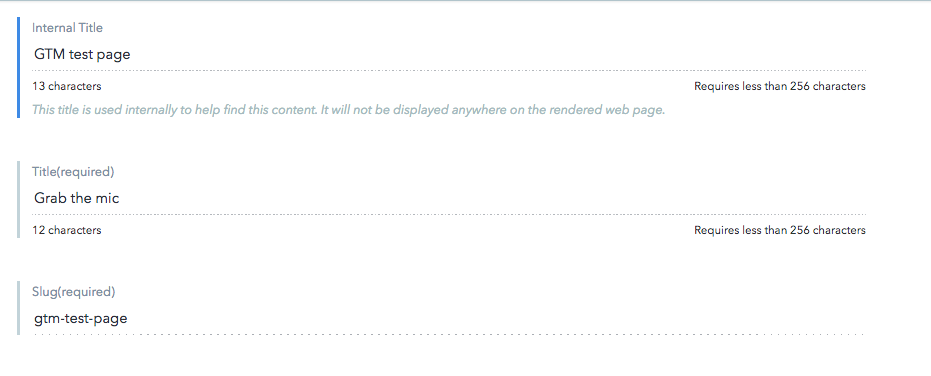 Internal Title
GTM test page
13 characters Requires less than 256 characters
This title is used internally to help find this content. It will not be displayed anywhere on the rendered web page.
Title(required)
Grab the mic
12 characters Requires less than 256 characters
Slug(required)
gtm-test-page